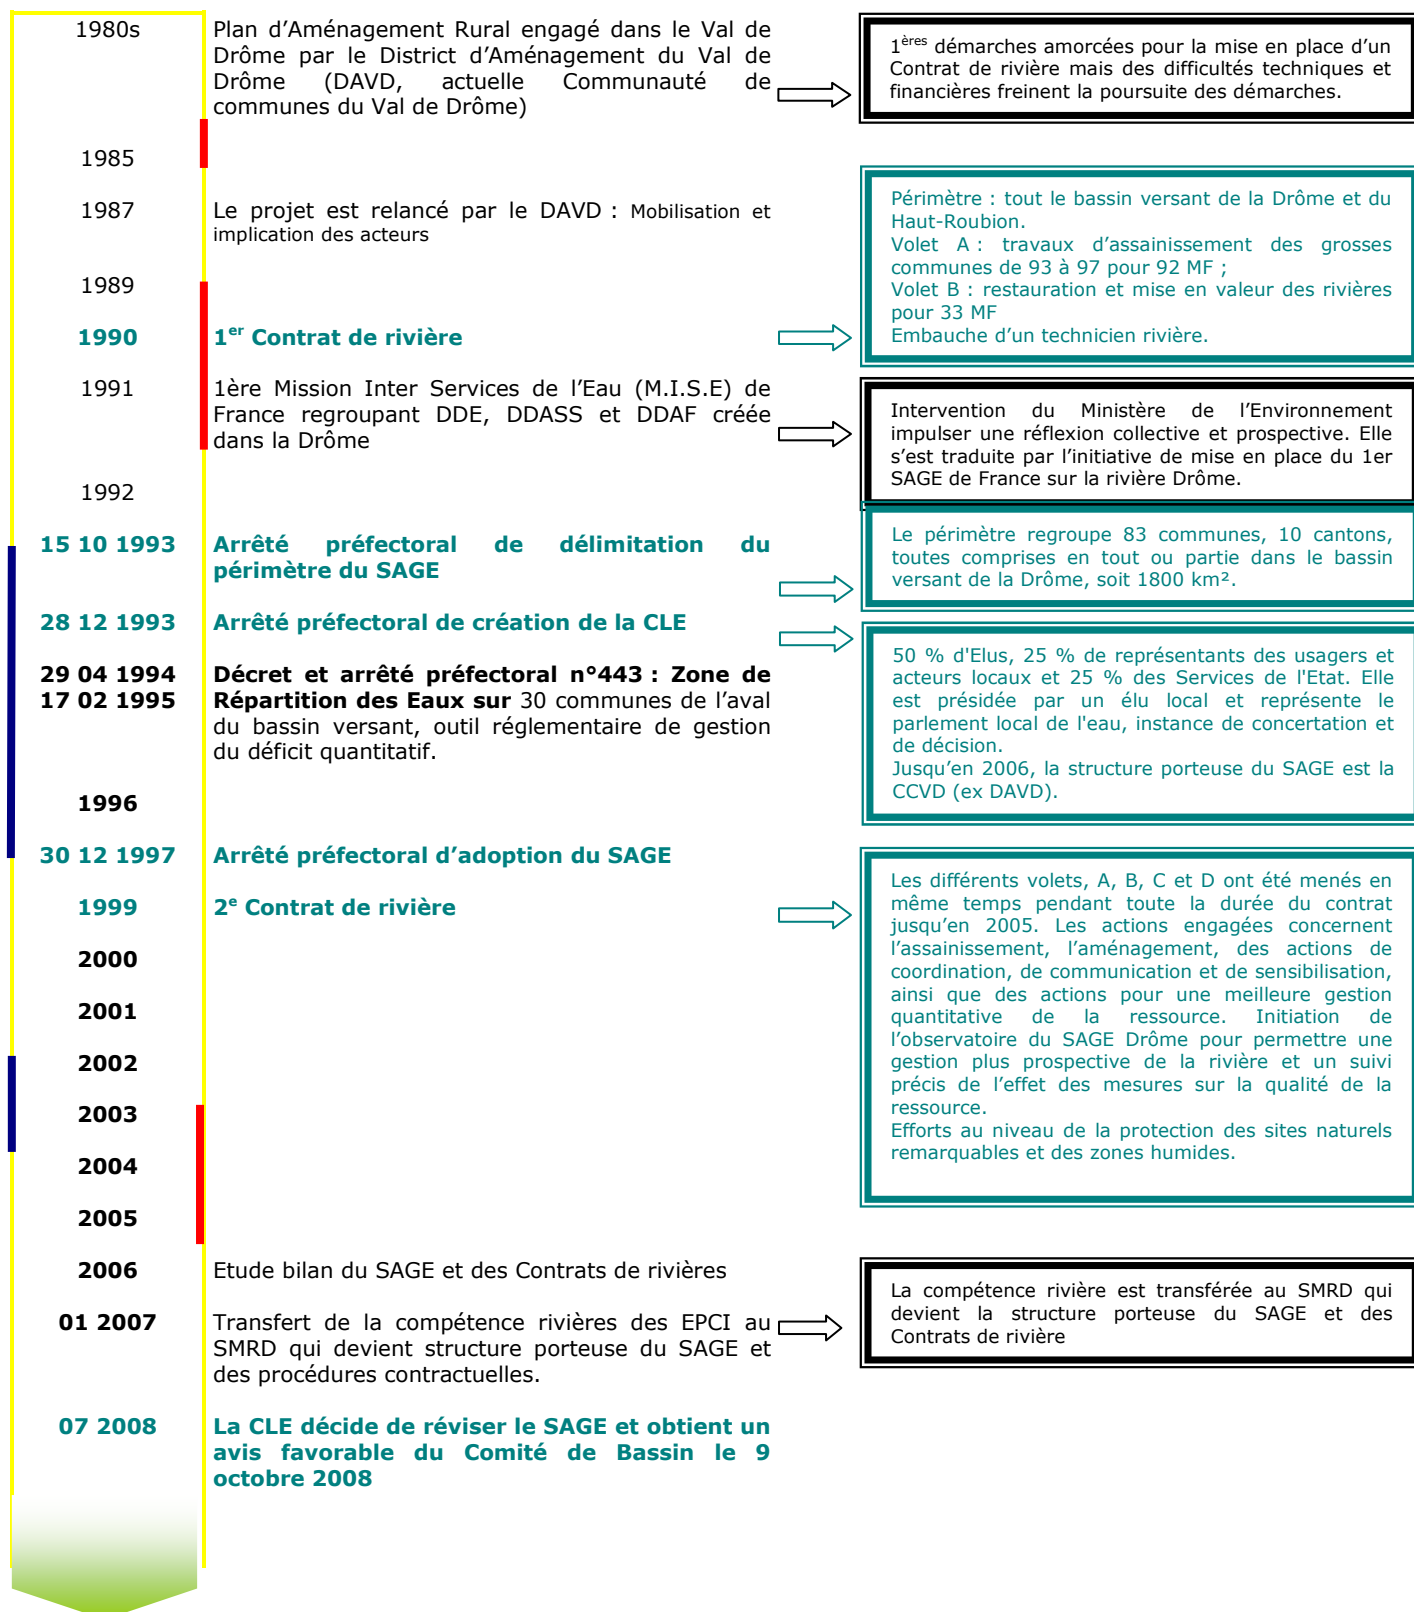 1980s
Plan d'Aménagement Rural engagé dans le Val de
Drôme par le District d'Aménagement du Val de
Drôme (DAVD, actuelle Communauté de
communes du Val de Drôme)
1ères démarches amorcées pour la mise en place d'un
Contrat de rivière mais des difficultés techniques et
financières freinent la poursuite des démarches.
1985
1987
Le projet est relancé par le DAVD : Mobilisation et
implication des acteurs
1989
1990
1er Contrat de rivière
Périmètre : tout le bassin versant de la Drôme et du
Haut-Roubion.
Volet A : travaux d'assainissement des grosses
communes de 93 à 97 pour 92 MF ;
Volet B : restauration et mise en valeur des rivières
pour 33 MF
Embauche d'un technicien rivière.
1991
1ère Mission Inter Services de l'Eau (M.I.S.E) de
France regroupant DDE, DDASS et DDAF créée
dans la Drôme
Intervention du Ministère de l'Environnement
impulser une réflexion collective et prospective. Elle
s'est traduite par l'initiative de mise en place du 1er
SAGE de France sur la rivière Drôme.
1992
15 10 1993
Arrêté préfectoral de délimitation du
périmètre du SAGE
Le périmètre regroupe 83 communes, 10 cantons,
toutes comprises en tout ou partie dans le bassin
versant de la Drôme, soit 1800 km².
28 12 1993
Arrêté préfectoral de création de la CLE
50 % d'Elus, 25 % de représentants des usagers et
acteurs locaux et 25 % des Services de l'Etat. Elle
est présidée par un élu local et représente le
parlement local de l'eau, instance de concertation et
de décision.
Jusqu'en 2006, la structure porteuse du SAGE est la
CCVD (ex DAVD).
29 04 1994
17 02 1995
Décret et arrêté préfectoral n°443 : Zone de
Répartition des Eaux sur 30 communes de l'aval
du bassin versant, outil réglementaire de gestion
du déficit quantitatif.
1996
30 12 1997
Arrêté préfectoral d'adoption du SAGE
1999
2e Contrat de rivière
Les différents volets, A, B, C et D ont été menés en
même temps pendant toute la durée du contrat
jusqu'en 2005. Les actions engagées concernent
l'assainissement, l'aménagement, des actions de
coordination, de communication et de sensibilisation,
ainsi que des actions pour une meilleure gestion
quantitative de la ressource. Initiation de
l'observatoire du SAGE Drôme pour permettre une
gestion plus prospective de la rivière et un suivi
précis de l'effet des mesures sur la qualité de la
ressource.
Efforts au niveau de la protection des sites naturels
remarquables et des zones humides.
2000
2001
2002
2003
2004
2005
2006
Etude bilan du SAGE et des Contrats de rivières
01 2007
Transfert de la compétence rivières des EPCI au
SMRD qui devient structure porteuse du SAGE et
des procédures contractuelles.
La compétence rivière est transférée au SMRD qui
devient la structure porteuse du SAGE et des
Contrats de rivière
07 2008
La CLE décide de réviser le SAGE et obtient un
avis favorable du Comité de Bassin le 9
octobre 2008